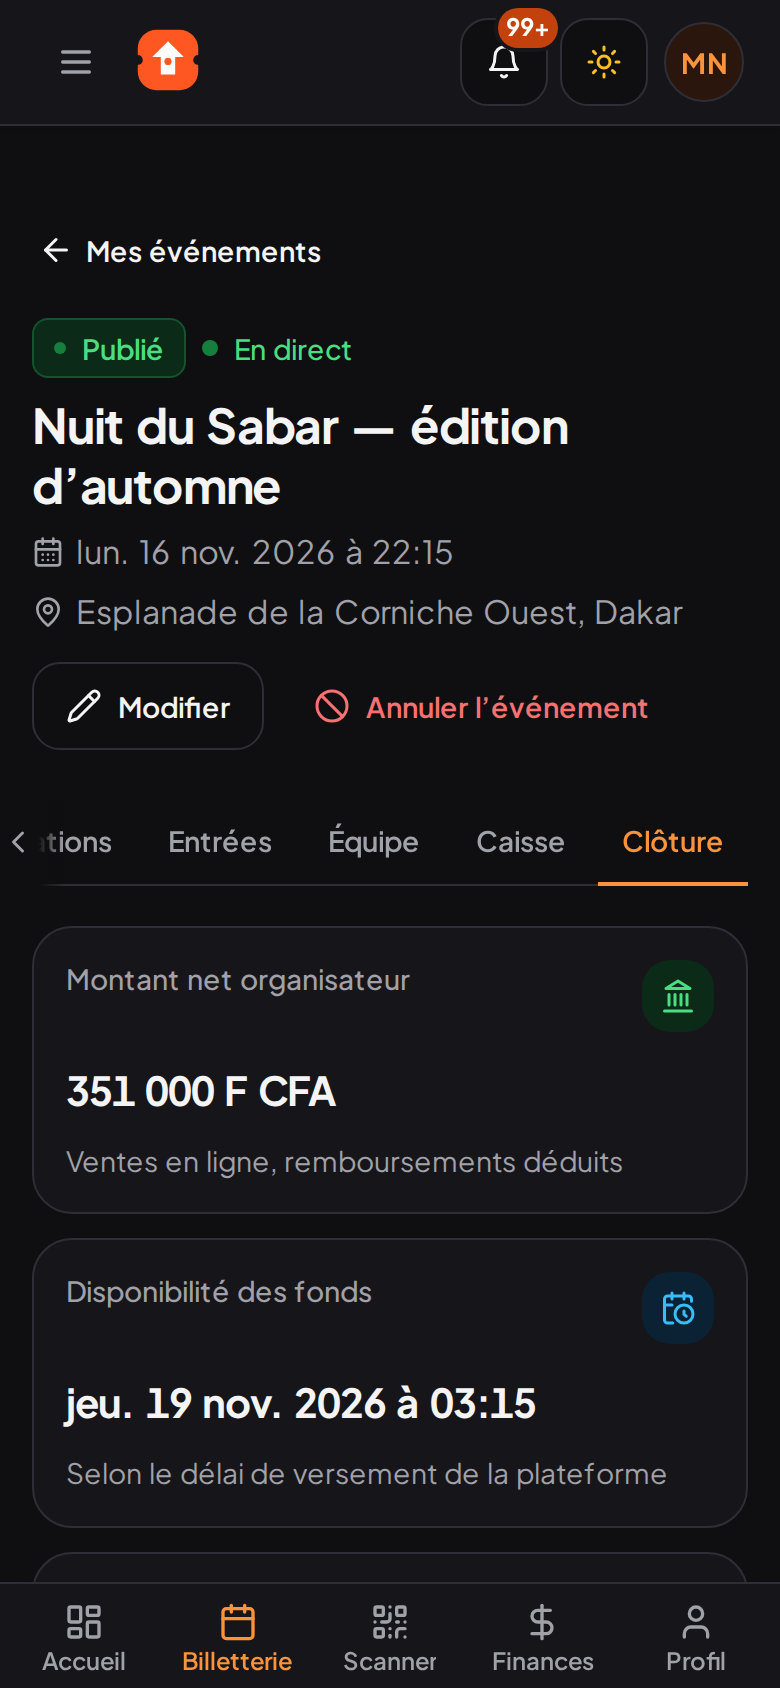 99+
MN
Mes événements
Publié
En direct
Nuit du Sabar — édition
d’automne
lun. 16 nov. 2026 à 22:15
Esplanade de la Corniche Ouest, Dakar
Modifier
Annuler l’événement
tions Entrées Équipe Caisse Clôture
Montant net organisateur
351 000 F CFA
Ventes en ligne, remboursements déduits
Disponibilité des fonds
jeu. 19 nov. 2026 à 03:15
Selon le délai de versement de la plateforme
Accueil Billetterie Scanner Finances Profil